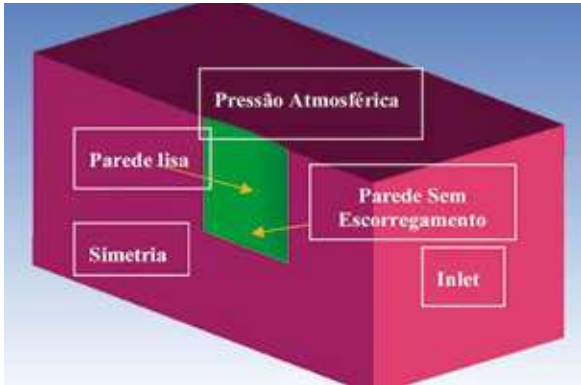 Pressão Atmosférica
Parede lisa
Parede Sem
Escorregamento
Simetria
Inlet